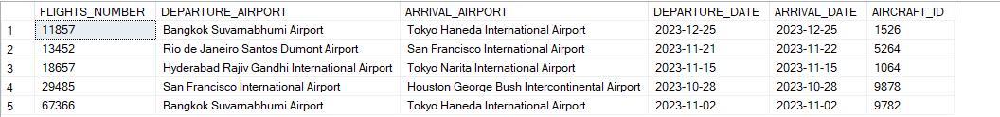 FLIGHTS_NUMBER DEPARTURE_AIRPORT ARRIVAL_AIRPORT DEPARTURE_DATE ARRIVAL_DATE AIRCRAFT_ID
1 11857 Bangkok Suvarnabhumi Airport Tokyo Haneda International Airport 2023-12-25 2023-12-25 1526
2 13452 Rio de Janeiro Santos Dumont Airport San Francisco International Airport 2023-11-21 2023-11-22 5264
3 18657 Hyderabad Rajiv Gandhi International Airport Tokyo Narita International Airport 2023-11-15 2023-11-15 1064
4 29485 San Francisco International Airport Houston George Bush Intercontinental Airport 2023-10-28 2023-10-28 9878
5 67366 Bangkok Suvarnabhumi Airport Tokyo Haneda International Airport 2023-11-02 2023-11-02 9782